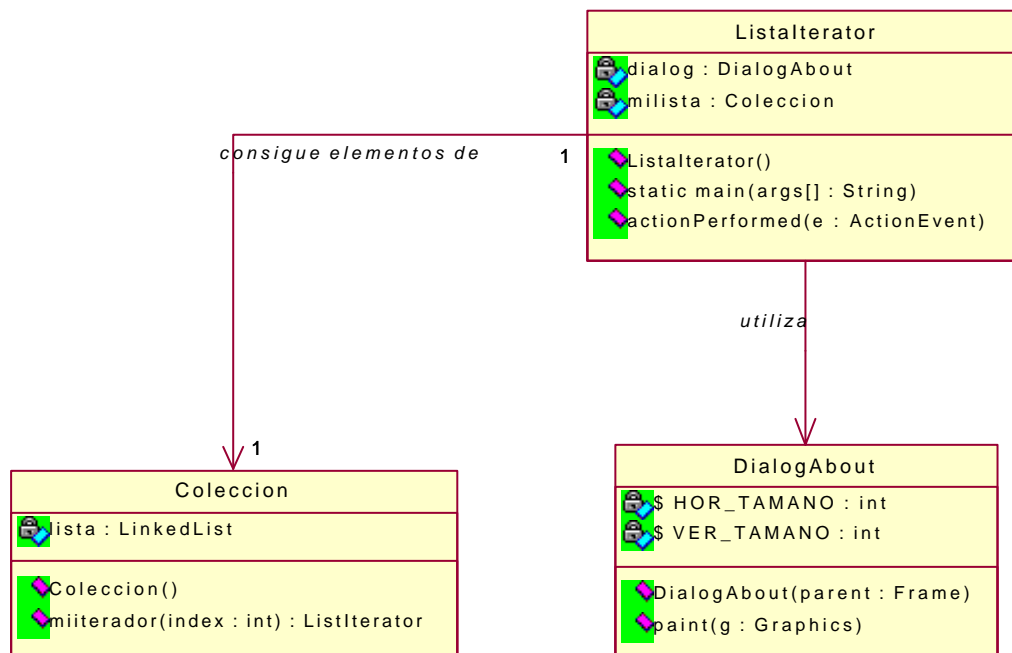 ListaIterator
dialog : DialogAbout
milista : Coleccion
ListaIterator()
static main(args[] : String)
actionPerformed(e : ActionEvent)
consigue elementos de
1
utiliza
1
Coleccion
lista : LinkedList
Coleccion()
miiterador(index : int) : ListIterator
DialogAbout
$ HOR_TAMANO : int
$ VER_TAMANO : int
DialogAbout(parent : Frame)
paint(g : Graphics)